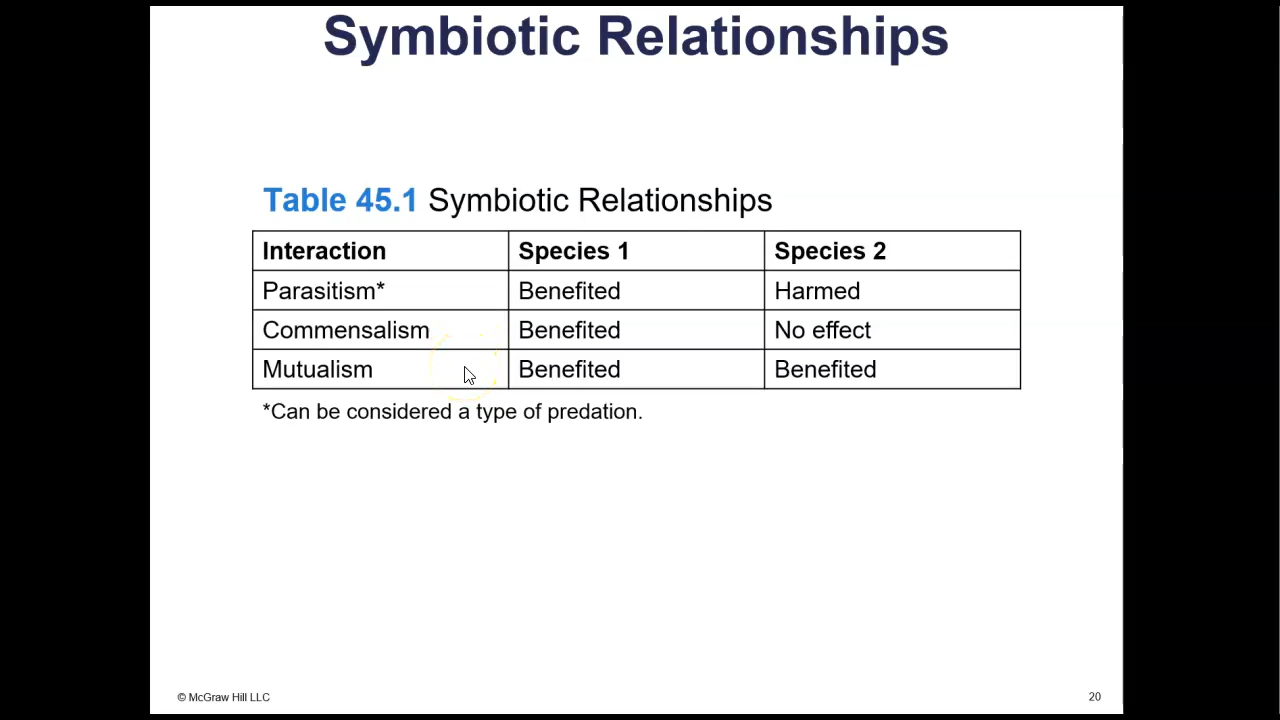 Symbiotic Relationships
Table 45.1 Symbiotic Relationships
Interaction Species 1 Species 2
Parasitism* Benefited Harmed
Commensalism Benefited No effect
Mutualism Benefited Benefited
*Can be considered a type of predation.
© McGraw Hill LLC 20